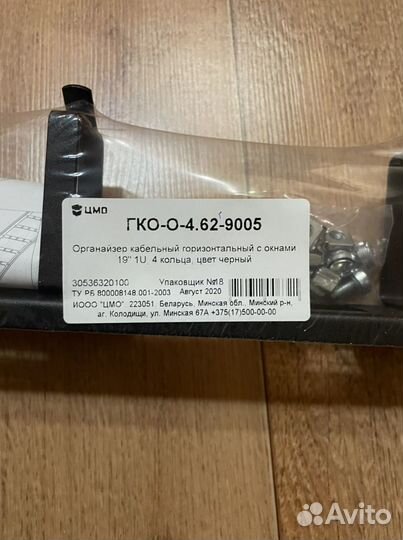 ЦМО
ГКО-О-4.62-9005
Органайзер кабельный горизонтальный с окнами
19" 1U, 4 кольца, цвет черный
30536320100 Упаковщик №18
ТУ РБ 800008148.001-2003 Август 2020
ИООО "ЦМО", 223051, Беларусь, Минская обл., Минский р-н,
аг. Колодищи, ул. Минская 67А +375(17)500-00-00
Avito